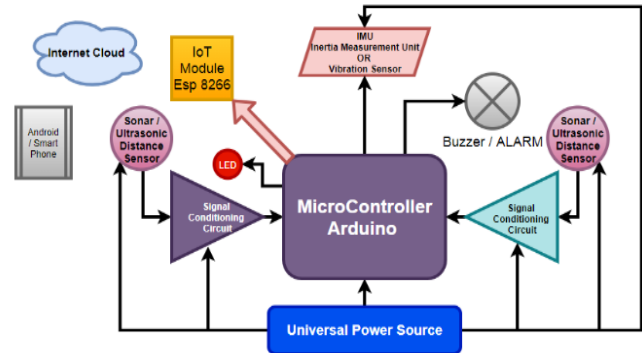 Internet Cloud
IoT
Module
Esp 8266
IMU
Inertia Measurement Unit
OR
Vibration Sensor
Android
/ Smart
Phone
Sonar /
Ultrasonic
Distance
Sensor
LED
Buzzer / ALARM
Sonar /
Ultrasonic
Distance
Sensor
Signal
Conditioning
Circuit
MicroController
Arduino
Signal
Conditioning
Circuit
Universal Power Source